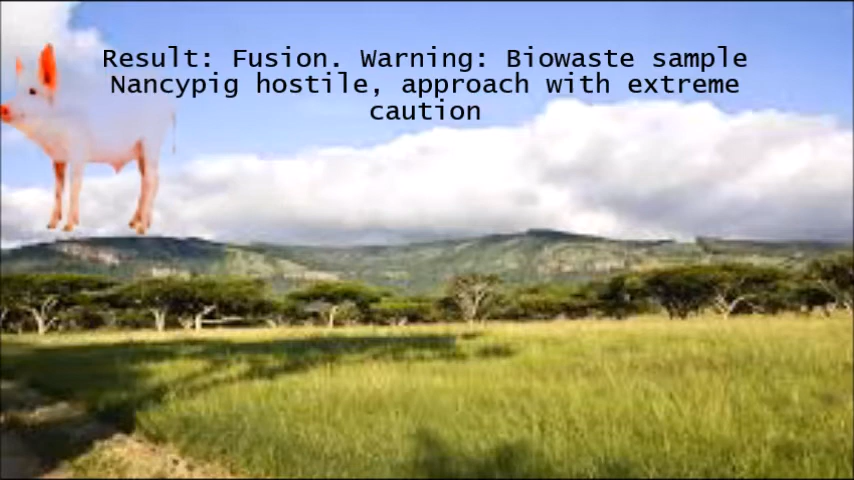 Result: Fusion. Warning: Biowaste sample
Nancypig hostile, approach with extreme
caution